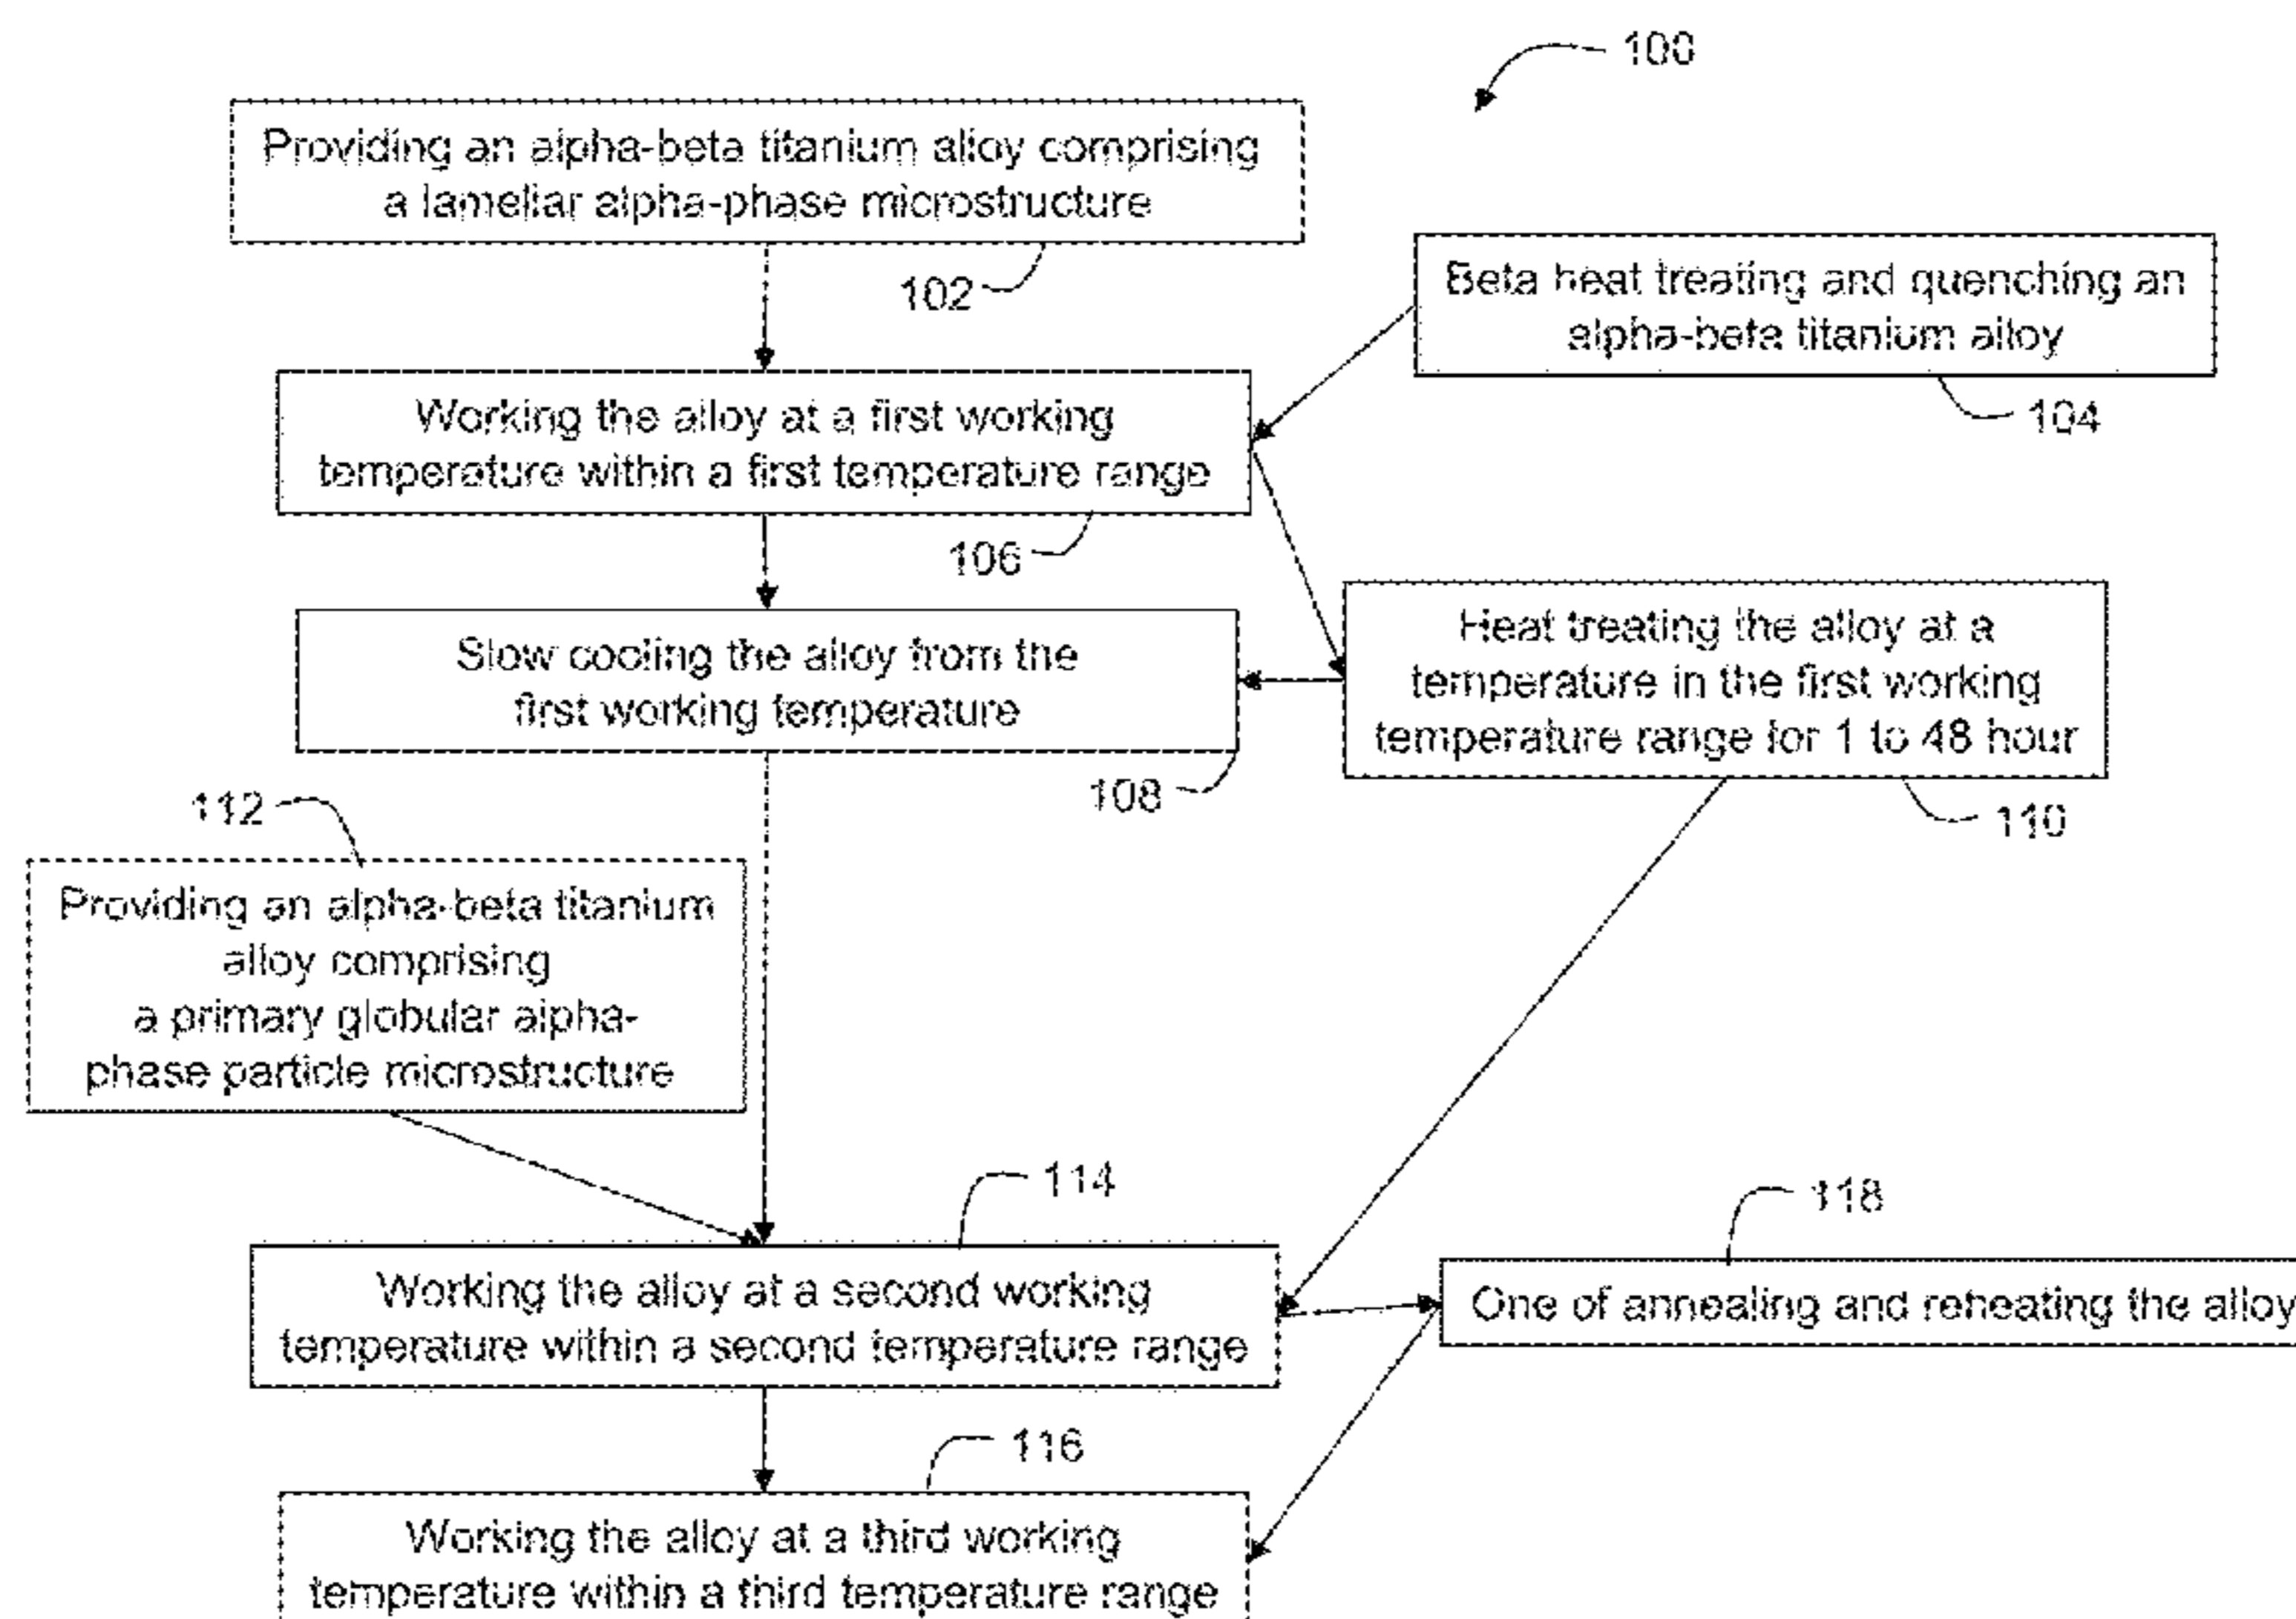 100
Providing an alpha-beta titanium alloy comprising
a lamellar alpha-phase microstructure
102
Beta heat treating and quenching an
alpha-beta titanium alloy
104
Working the alloy at a first working
temperature within a first temperature range
106
Slow cooling the alloy from the
first working temperature
108
Heat treating the alloy at a
temperature in the first working
temperature range for 1 to 48 hour
110
112
Providing an alpha-beta titanium
alloy comprising
a primary globular alpha-
phase particle microstructure
114
Working the alloy at a second working
temperature within a second temperature range
118
One of annealing and reheating the alloy
116
Working the alloy at a third working
temperature within a third temperature range